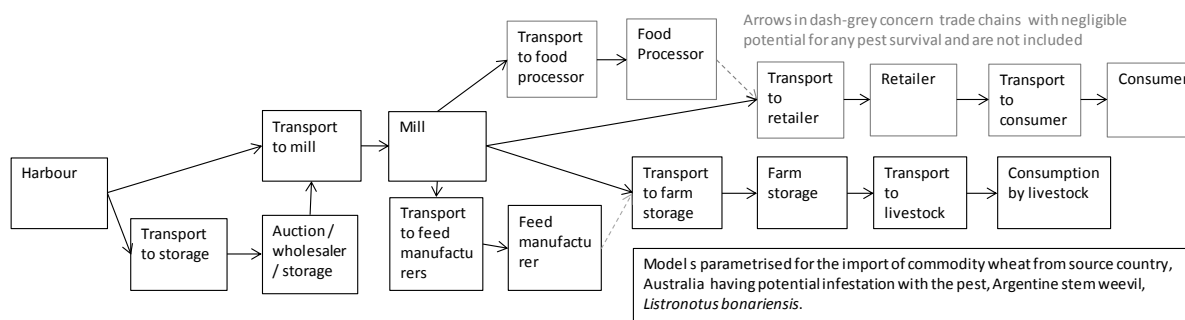 Transport
to food
processor
Food
Processor
Arrows in dash-grey concern trade chains with negligible
potential for any pest survival and are not included
Transport
to
retailer
Retailer
Transport
to
consumer
Consumer
Transport
to mill
Mill
Harbour
Transport
to farm
storage
Farm
storage
Transport
to
livestock
Consumption
by livestock
Transport
to storage
Auction /
wholesaler
/ storage
Transport
to feed
manufactu
rers
Feed
manufactu
rer
Model s parametrised for the import of commodity wheat from source country,
Australia having potential infestation with the pest, Argentine stem weevil,
Listronotus bonariensis.